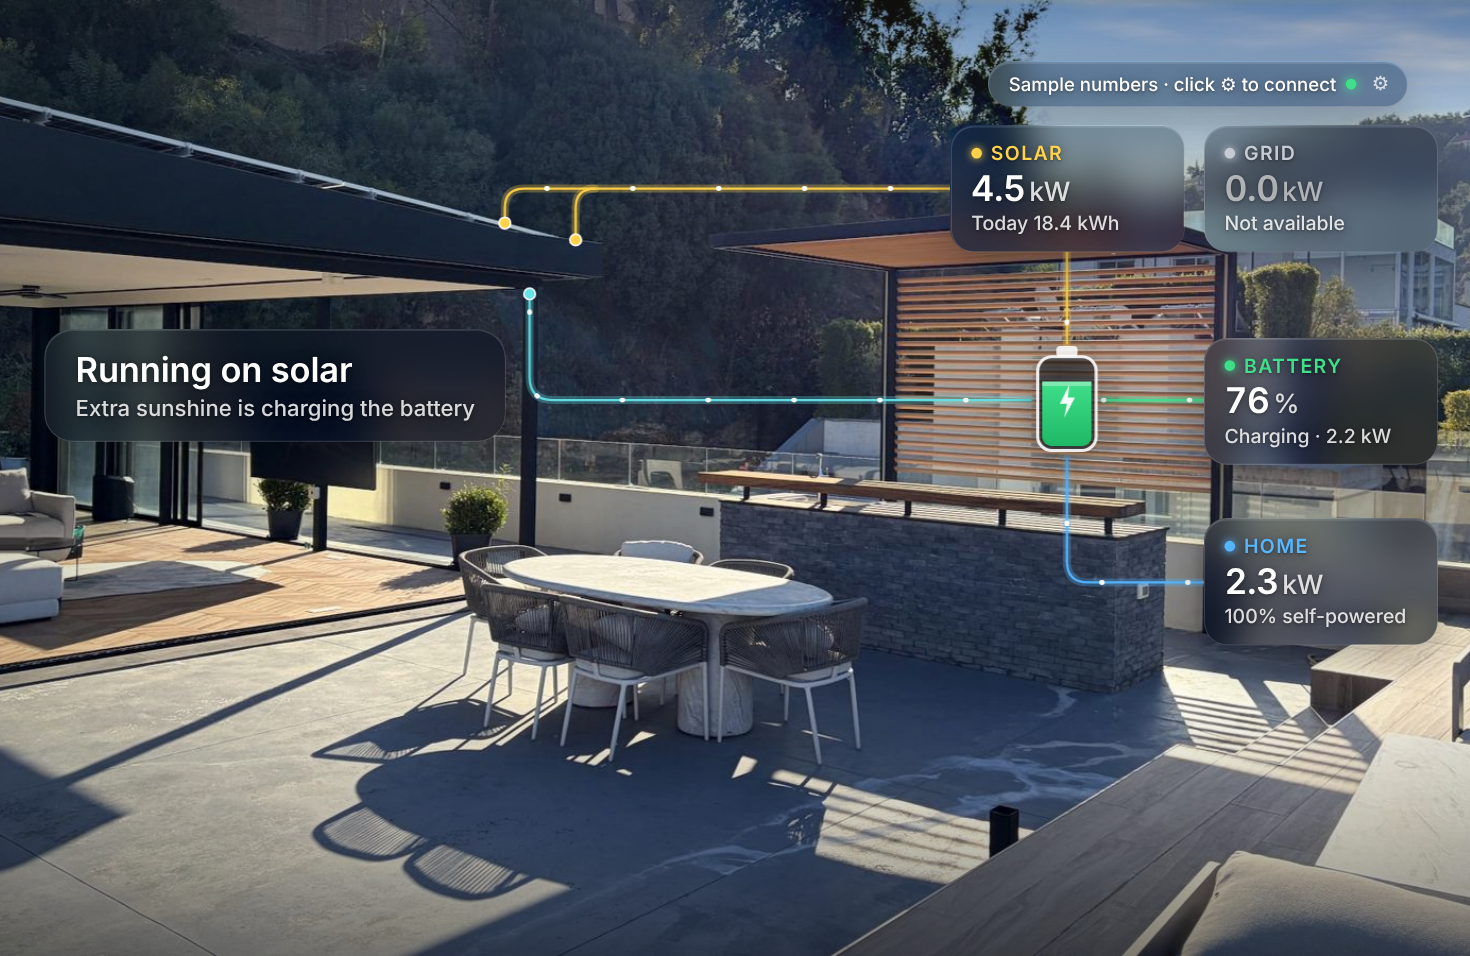 Sample numbers · click ⚙ to connect ⚙
SOLAR
4.5 kW
Today 18.4 kWh
GRID
0.0 kW
Not available
Running on solar
Extra sunshine is charging the battery
BATTERY
76 %
Charging · 2.2 kW
HOME
2.3 kW
100% self-powered